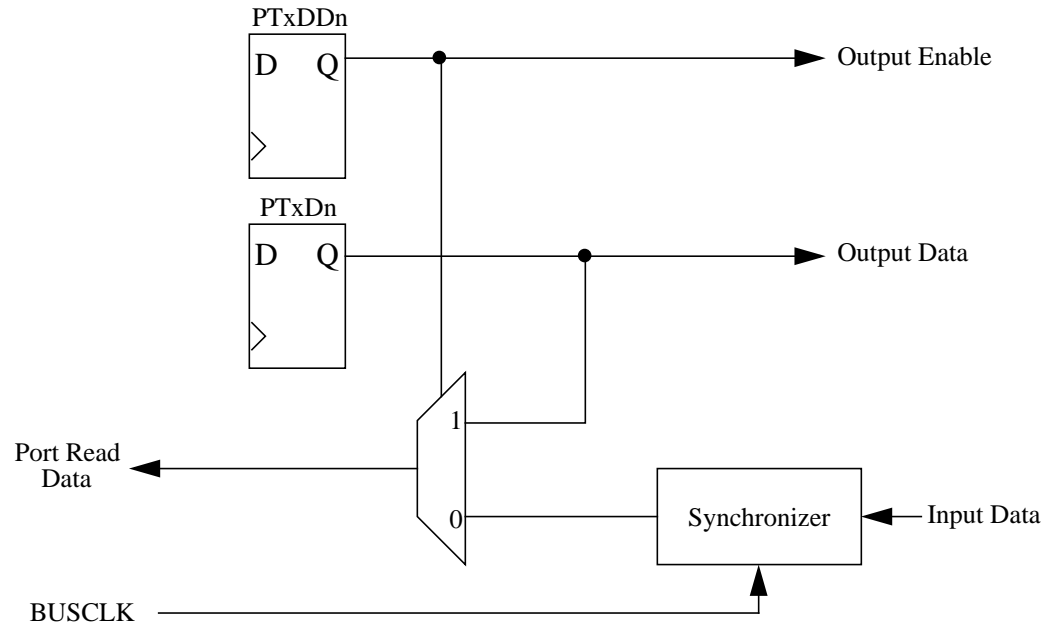 PTxDDn
D Q
Output Enable
PTxDn
D Q
Output Data
1
Port Read
Data
0
Synchronizer
Input Data
BUSCLK